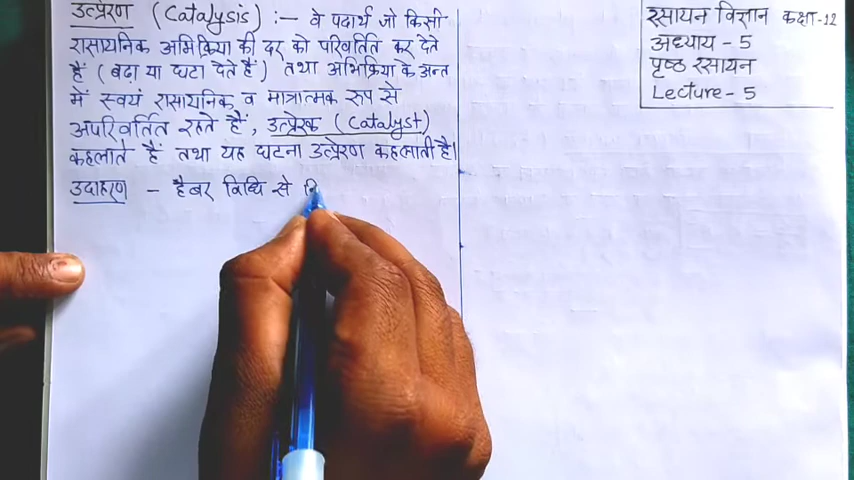 उत्प्रेरण (Catalysis) :— वे पदार्थ जो किसी
रासायनिक अभिक्रिया की दर को परिवर्तित कर देते
हैं ( बढ़ा या घटा देते हैं ) तथा अभिक्रिया के अन्त
में स्वयं रासायनिक व मात्रात्मक रूप से
अपरिवर्तित रहते हैं, उत्प्रेरक (Catalyst)
कहलाते हैं तथा यह घटना उत्प्रेरण कहलाती है।
उदाहरण – हैबर विधि से
रसायन विज्ञान कक्षा-12
अध्याय - 5
पृष्ठ रसायन
Lecture - 5